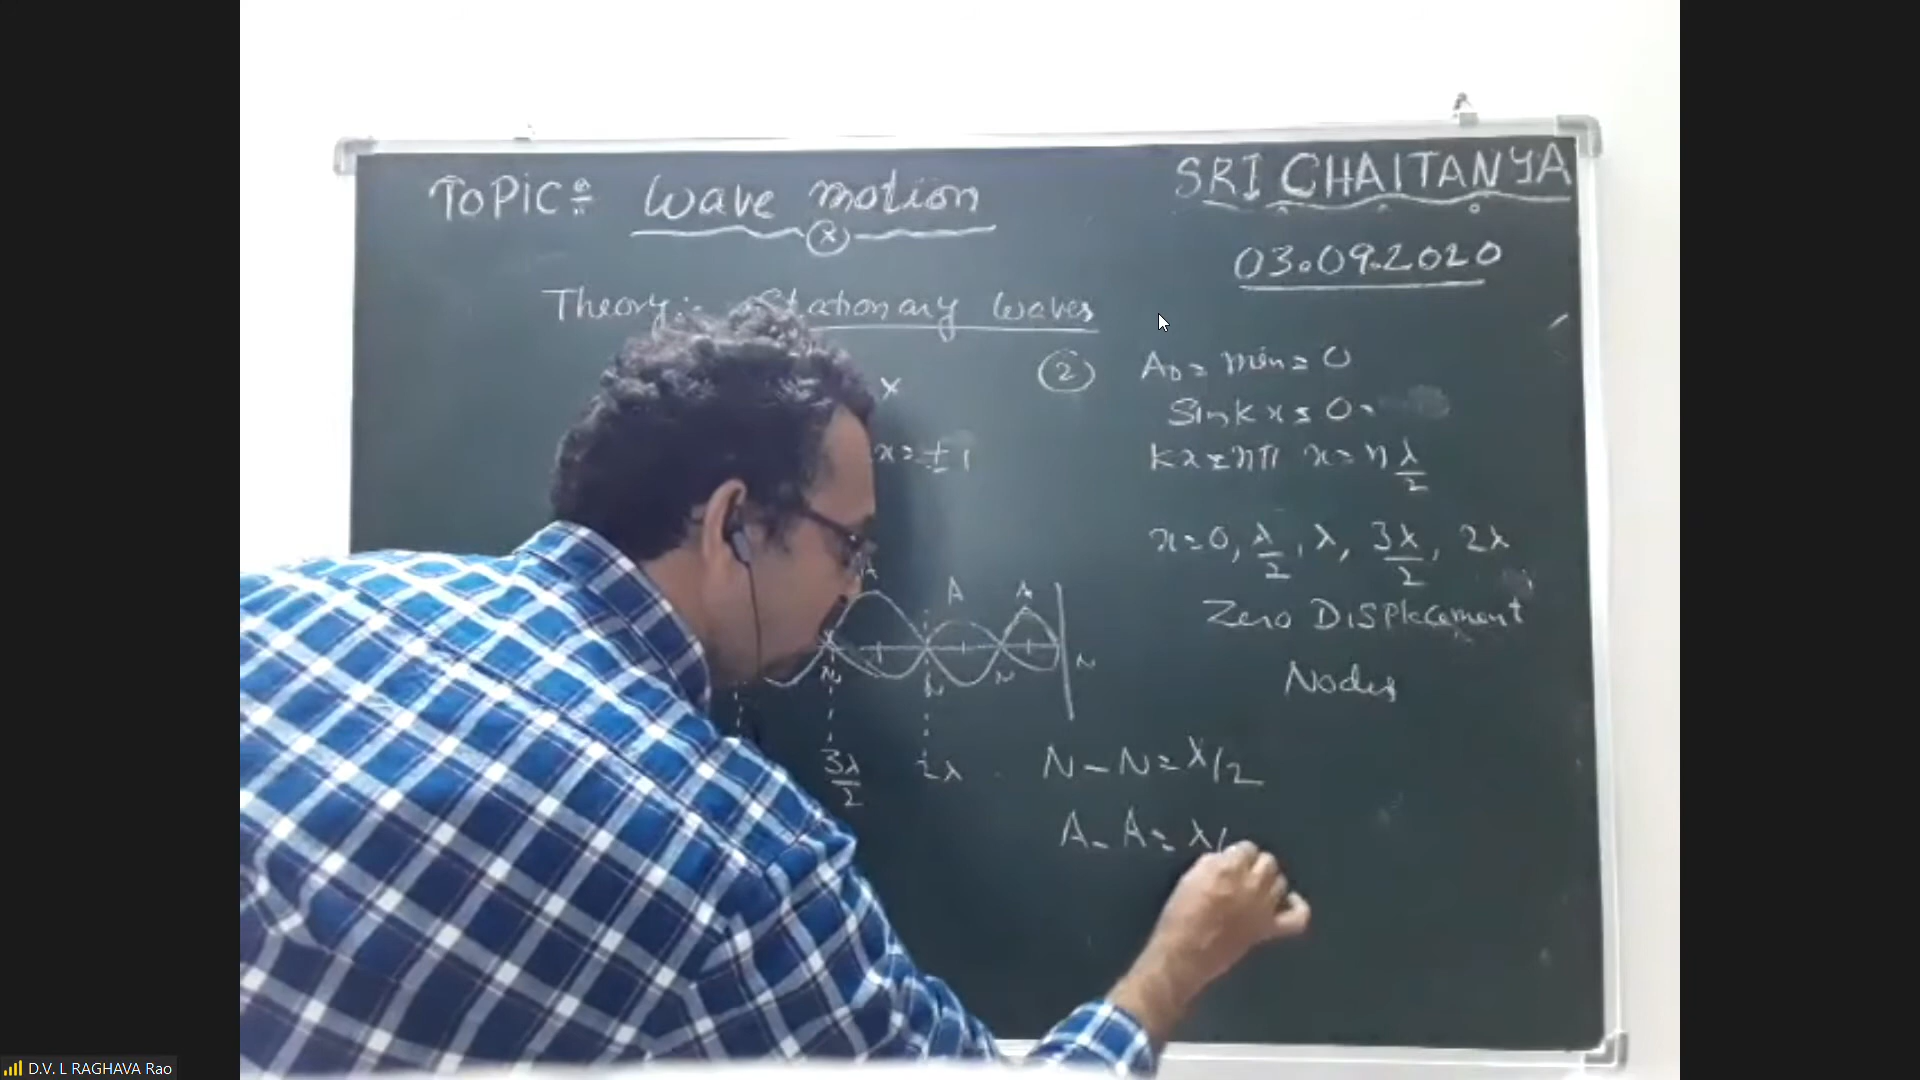 TOPIC:- Wave motion
(x)
SRI CHAITANYA
03.09.2020
Theory:- Stationary Waves
x
(2) A₀ = min = 0
Sin kx = 0
x = ±1
kx = nπ x = n λ/2
x = 0, λ/2, λ, 3λ/2, 2λ
Zero Displacement
A A A
N N N N
Nodes
3λ/2 2λ
N - N = λ/2
A - A = λ/
D.V. L RAGHAVA Rao